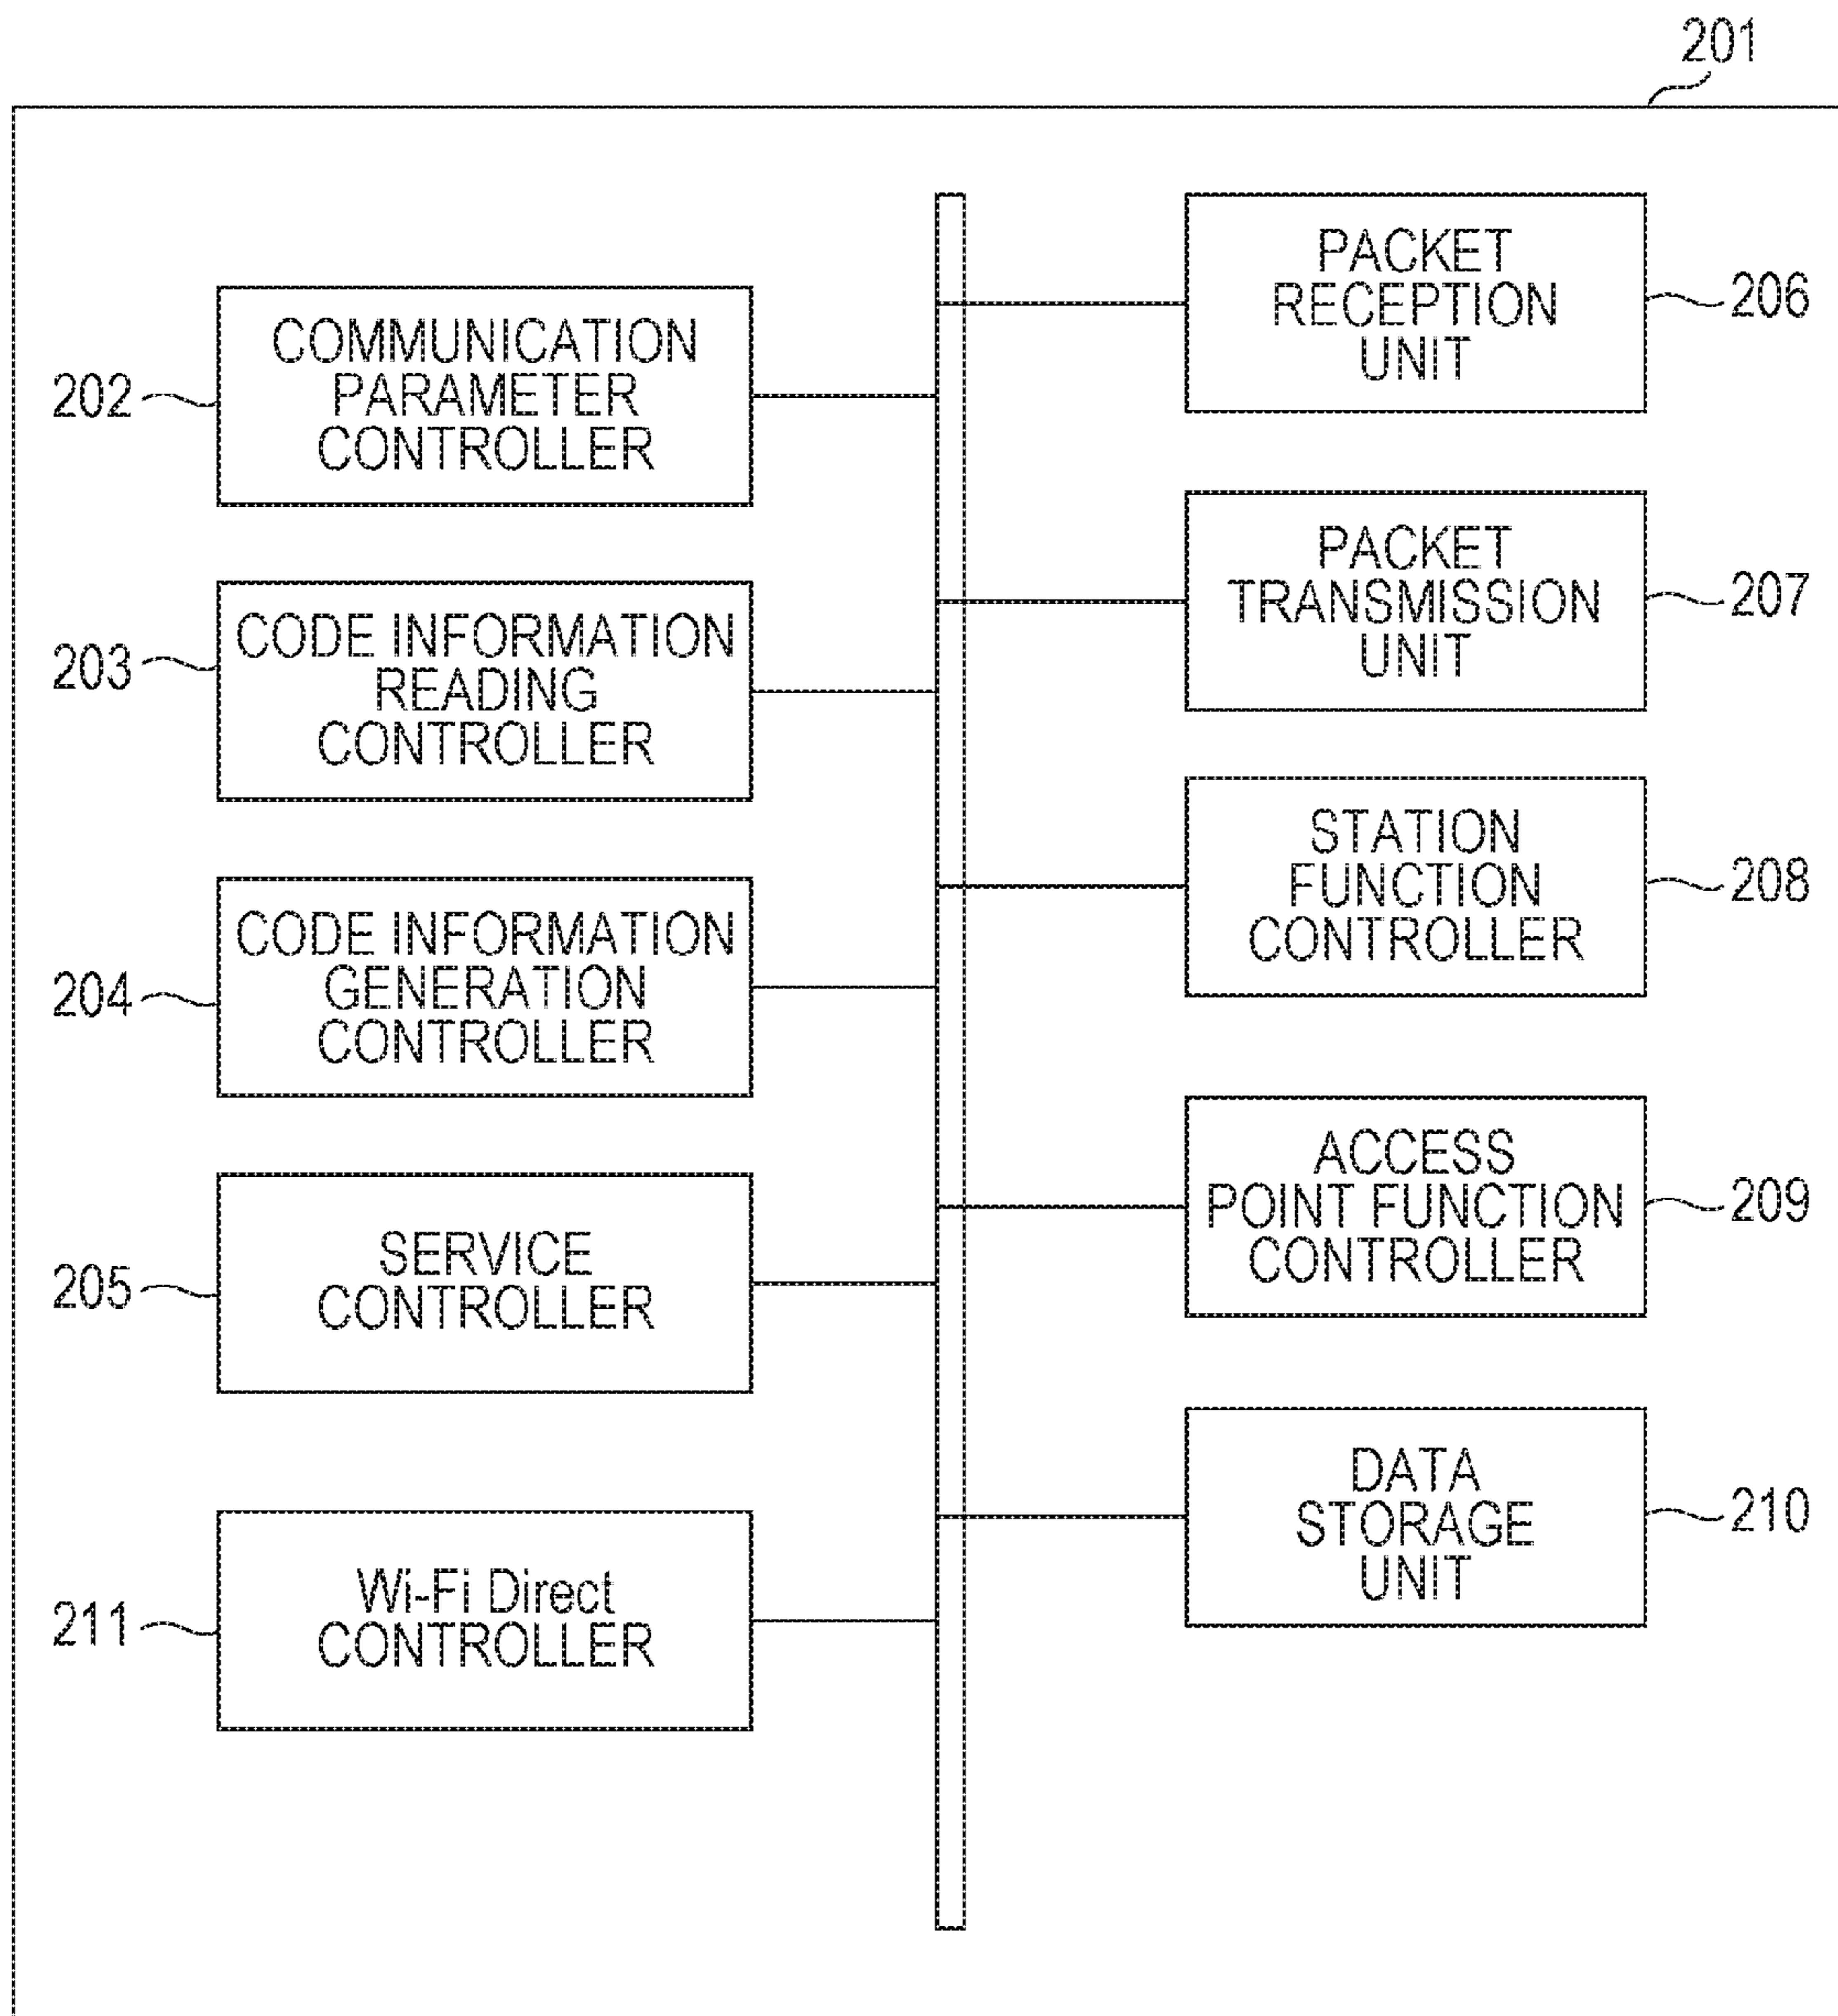 201
202
COMMUNICATION
PARAMETER
CONTROLLER
203
CODE INFORMATION
READING
CONTROLLER
204
CODE INFORMATION
GENERATION
CONTROLLER
205
SERVICE
CONTROLLER
211
Wi-Fi Direct
CONTROLLER
PACKET
RECEPTION
UNIT
206
PACKET
TRANSMISSION
UNIT
207
STATION
FUNCTION
CONTROLLER
208
ACCESS
POINT FUNCTION
CONTROLLER
209
DATA
STORAGE
UNIT
210